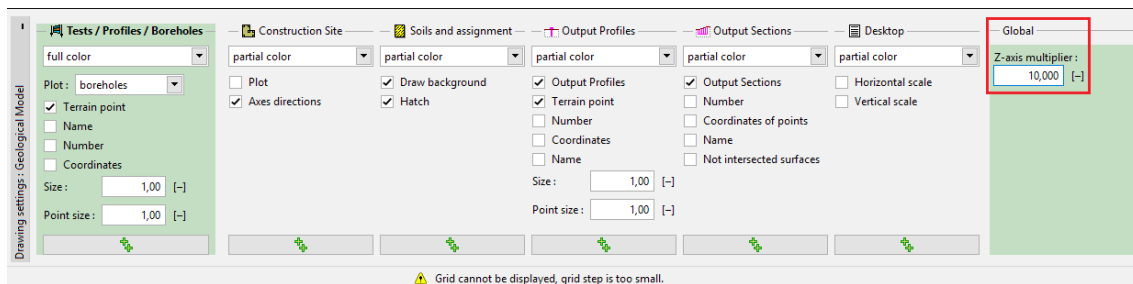 Drawing settings : Geological Model
Tests / Profiles / Boreholes
full color
Plot : boreholes
Terrain point
Name
Number
Coordinates
Size : 1,00 [–]
Point size : 1,00 [–]
Construction Site
partial color
Plot
Axes directions
Soils and assignment
partial color
Draw background
Hatch
Output Profiles
partial color
Output Profiles
Terrain point
Number
Coordinates
Name
Size : 1,00 [–]
Point size : 1,00 [–]
Output Sections
partial color
Output Sections
Number
Coordinates of points
Name
Not intersected surfaces
Desktop
partial color
Horizontal scale
Vertical scale
Global
Z-axis multiplier :
10,000 [–]
Grid cannot be displayed, grid step is too small.